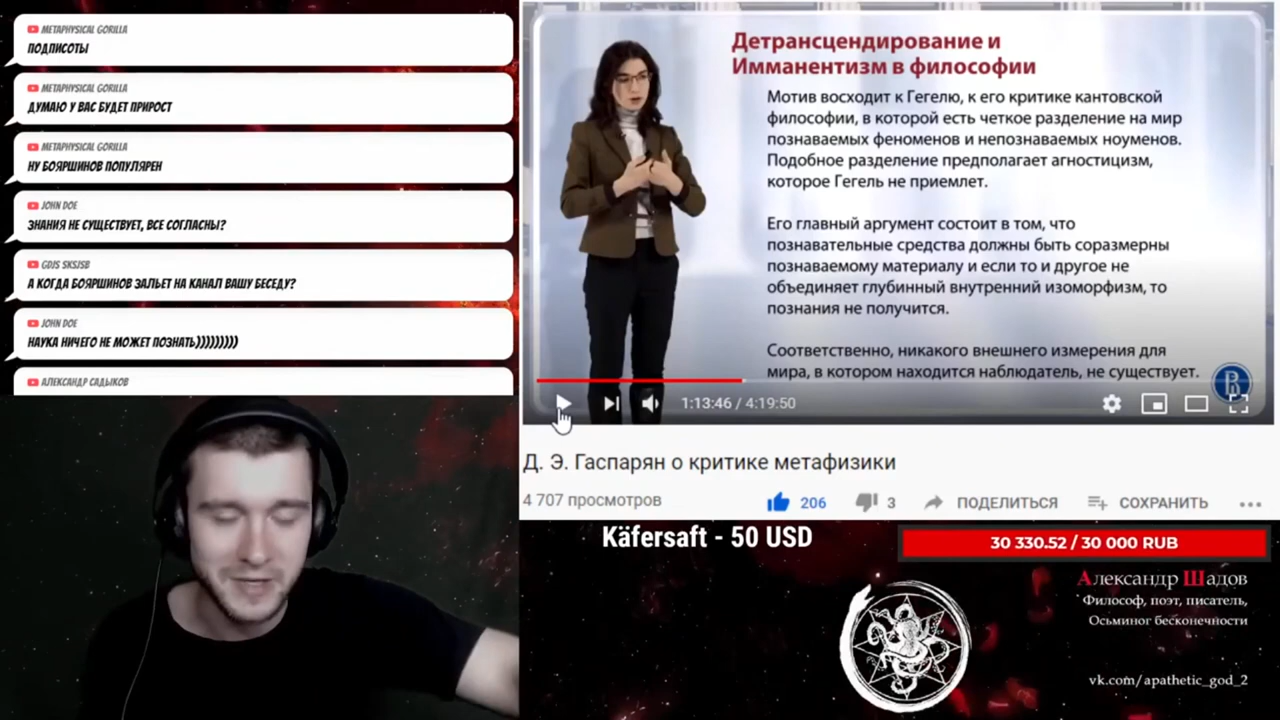 METAPHYSICAL GORILLA
ПОДПИСОТЫ
METAPHYSICAL GORILLA
ДУМАЮ У ВАС БУДЕТ ПРИРОСТ
METAPHYSICAL GORILLA
НУ БОЯРШИНОВ ПОПУЛЯРЕН
JOHN DOE
ЗНАНИЯ НЕ СУЩЕСТВУЕТ, ВСЕ СОГЛАСНЫ?
GDJS SKSJSB
А КОГДА БОЯРШИНОВ ЗАЛЬЕТ НА КАНАЛ ВАШУ БЕСЕДУ?
JOHN DOE
НАУКА НИЧЕГО НЕ МОЖЕТ ПОЗНАТЬ)))))))))
АЛЕКСАНДР САДЫКОВ
Детрансцендирование и
Имманентизм в философии
Мотив восходит к Гегелю, к его критике кантовской
философии, в которой есть четкое разделение на мир
познаваемых феноменов и непознаваемых ноуменов.
Подобное разделение предполагает агностицизм,
которое Гегель не приемлет.
Его главный аргумент состоит в том, что
познавательные средства должны быть соразмерны
познаваемому материалу и если то и другое не
объединяет глубинный внутренний изоморфизм, то
познания не получится.
Соответственно, никакого внешнего измерения для
мира, в котором находится наблюдатель, не существует.
1:13:46 / 4:19:50
Д. Э. Гаспарян о критике метафизики
4 707 просмотров
206
3
ПОДЕЛИТЬСЯ
СОХРАНИТЬ
Käfersaft - 50 USD
30 330.52 / 30 000 RUB
Александр Шадов
Философ, поэт, писатель,
Осьминог бесконечности
vk.com/apathetic_god_2